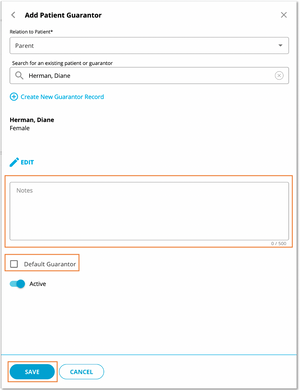 Add Patient Guarantor
Relation to Patient*
Parent
Search for an existing patient or guarantor
Herman, Diane
Create New Guarantor Record
Herman, Diane
Female
EDIT
Notes
0 / 500
Default Guarantor
Active
SAVE CANCEL